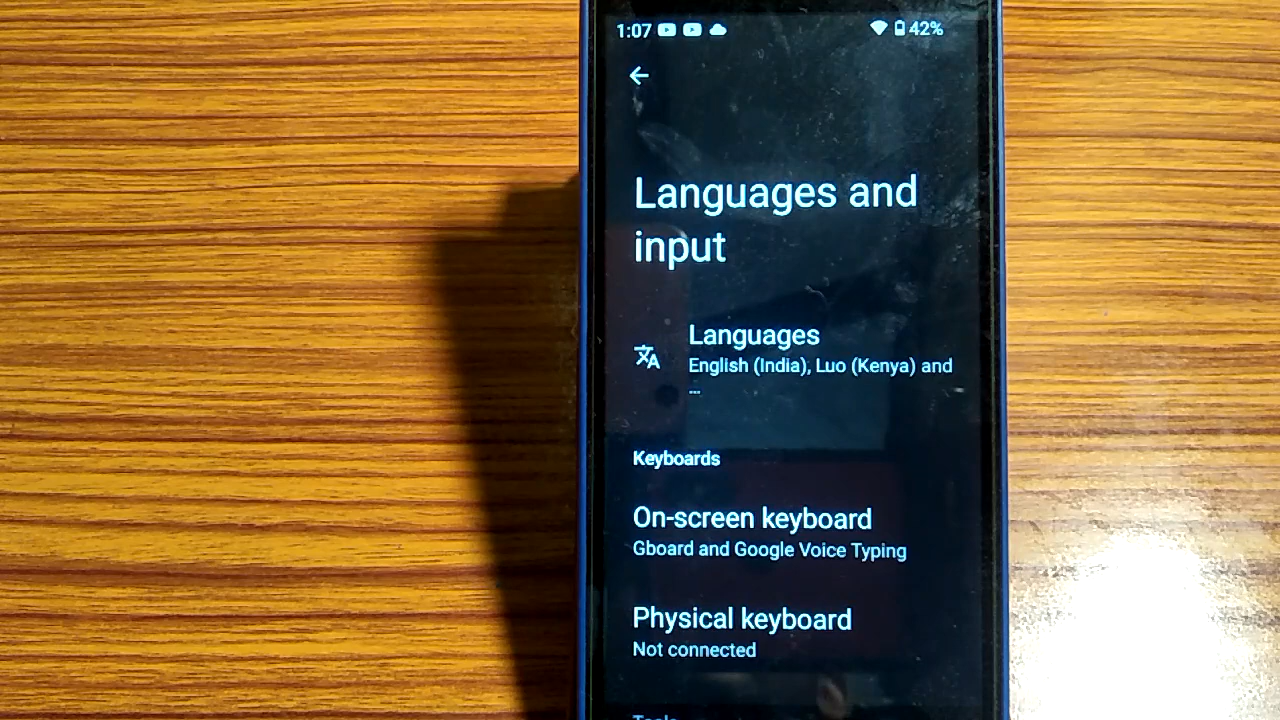 1:07 42%
Languages and
input
Languages
English (India), Luo (Kenya) and
...
Keyboards
On-screen keyboard
Gboard and Google Voice Typing
Physical keyboard
Not connected